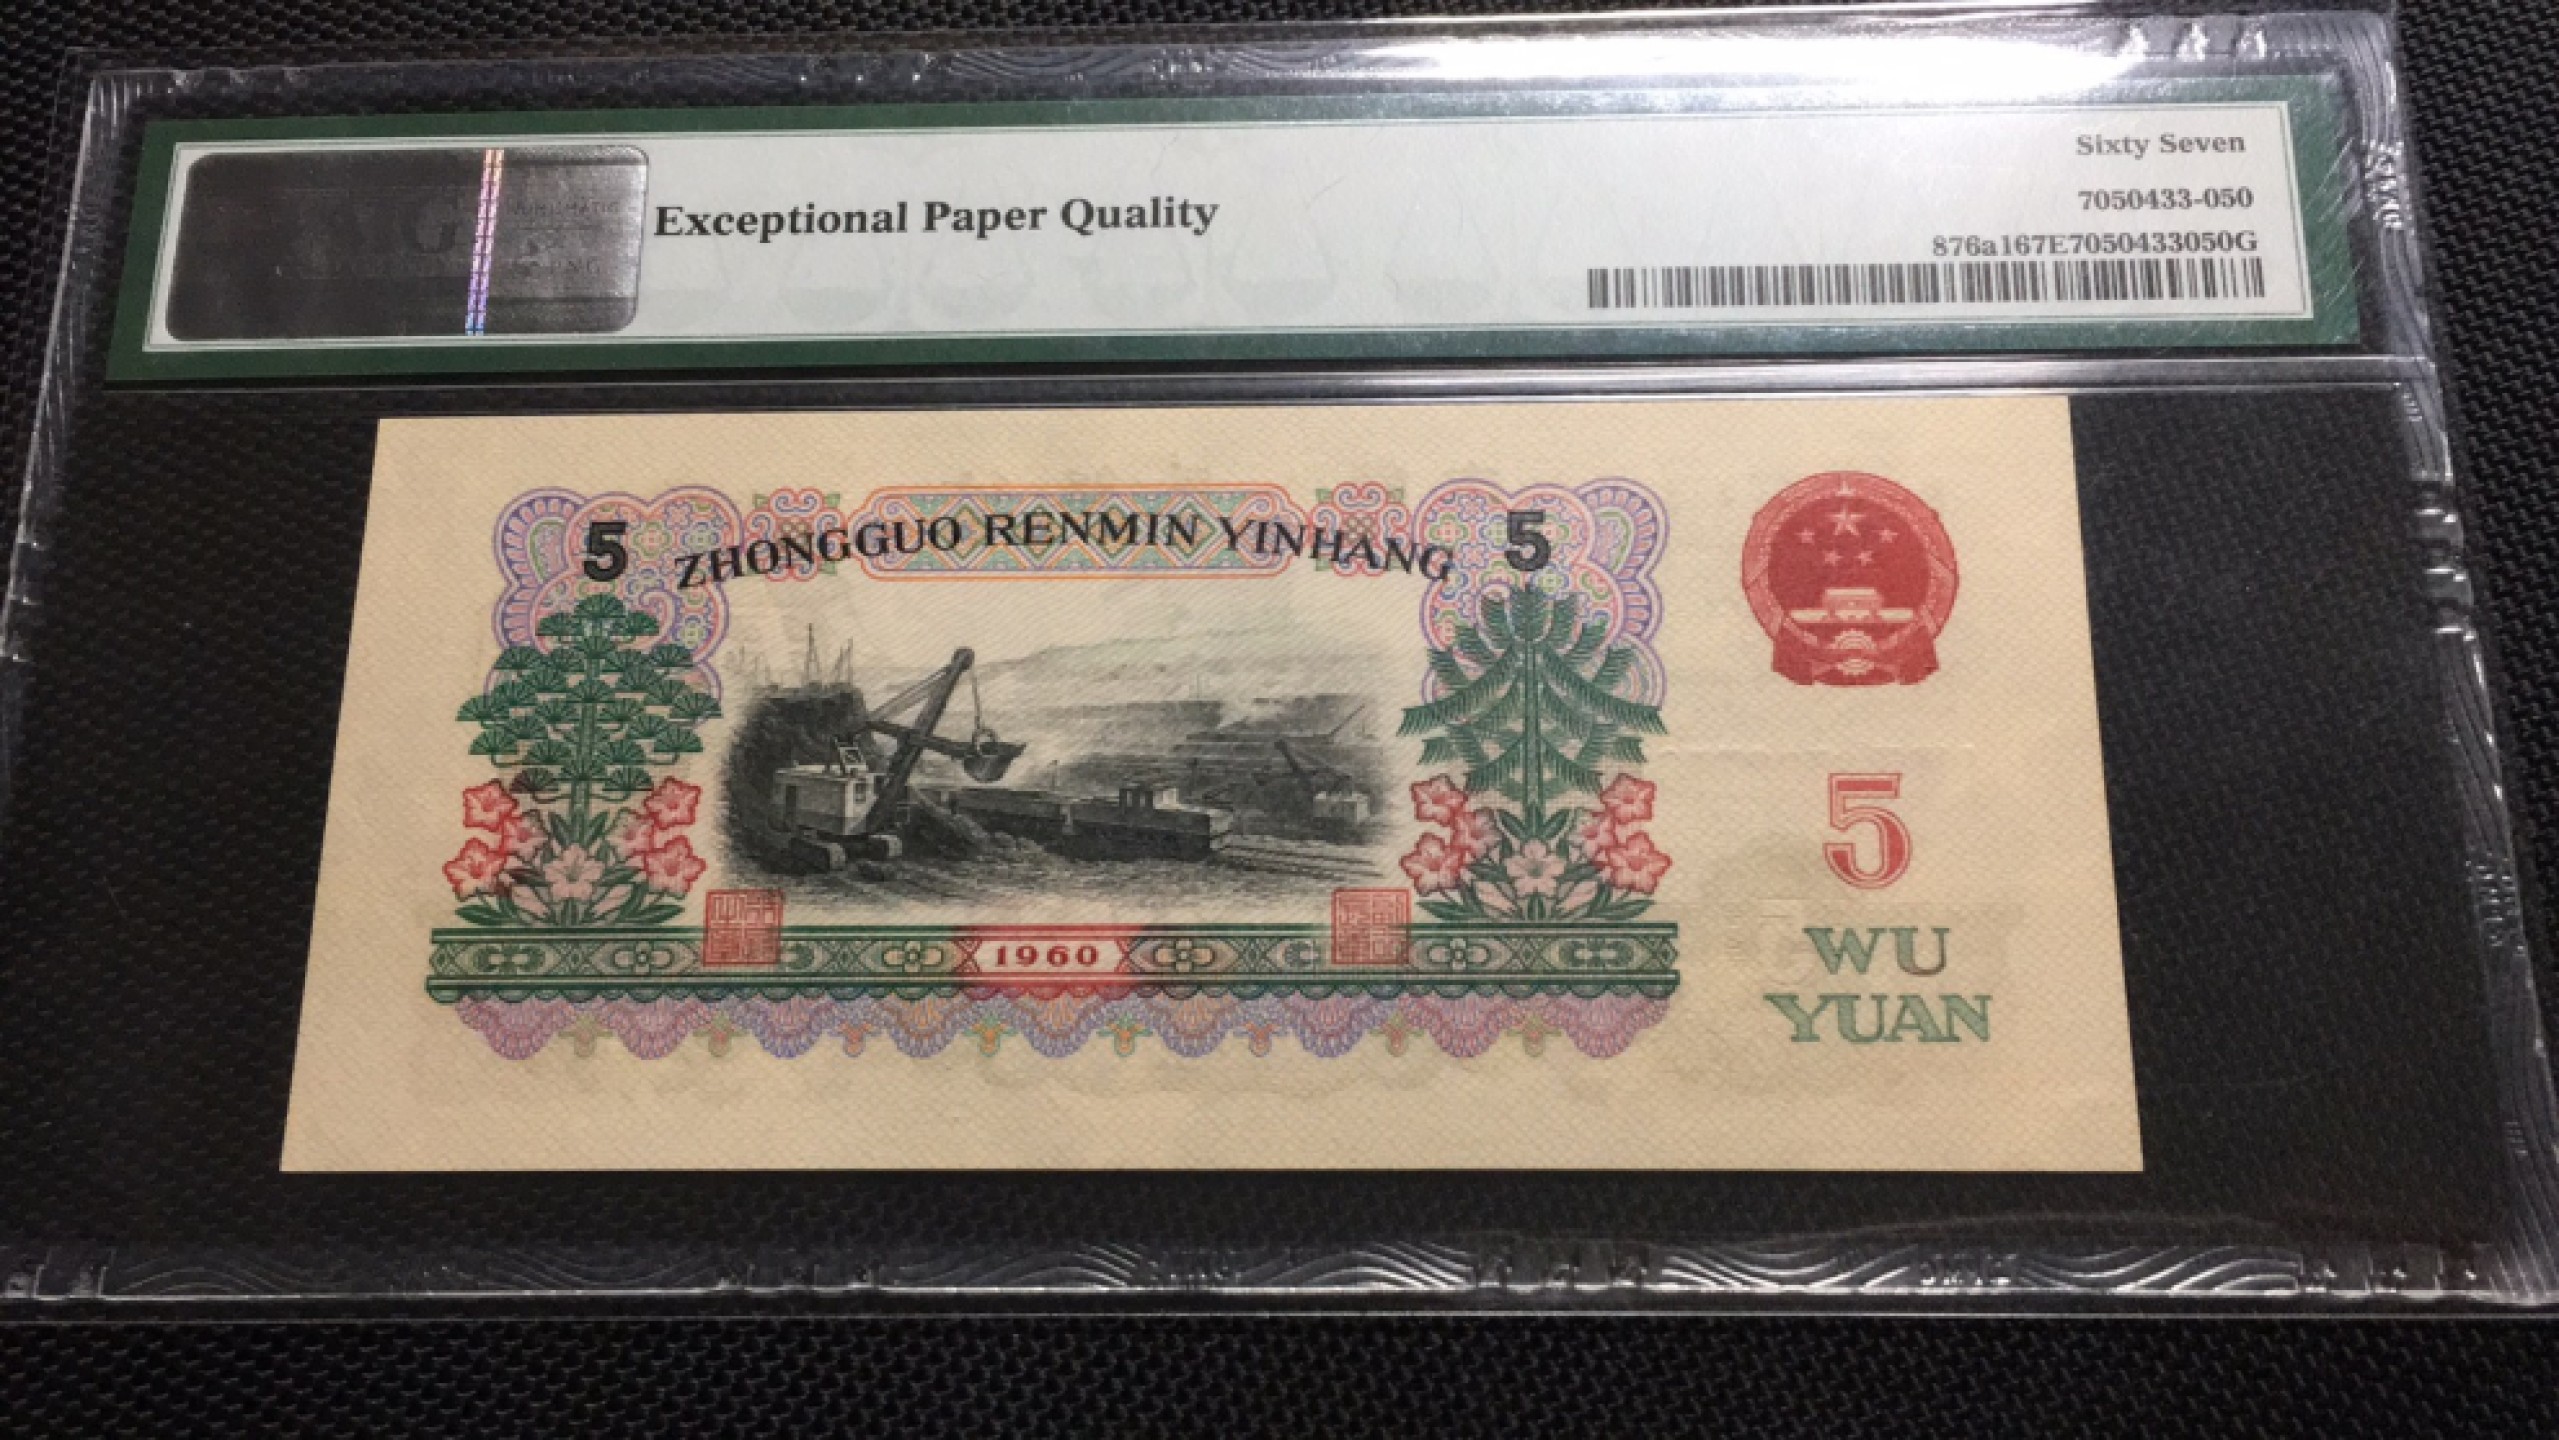 Sixty Seven
7050433-050
Exceptional Paper Quality
876a167E7050433050G
5 ZHONGGUO RENMIN YINHANG 5
5
WU
YUAN
1960